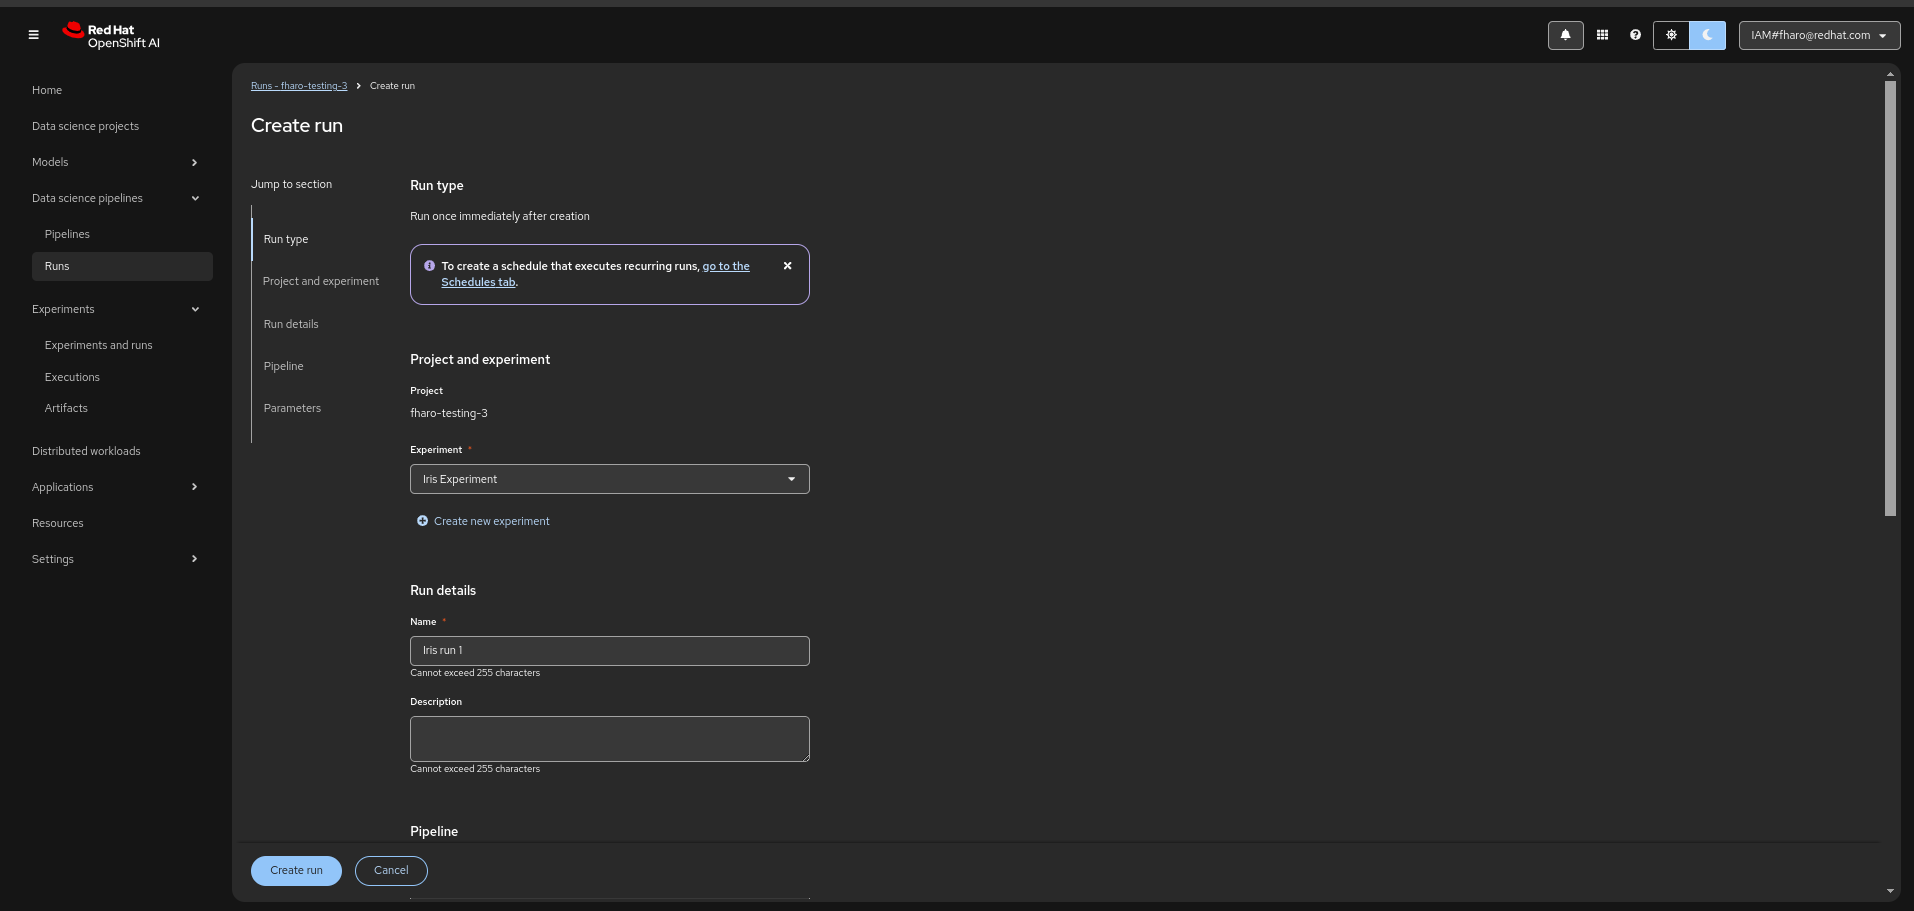 Red Hat
OpenShift AI
IAM#fharo@redhat.com
Home
Data science projects
Models
Data science pipelines
Pipelines
Runs
Experiments
Experiments and runs
Executions
Artifacts
Distributed workloads
Applications
Resources
Settings
Runs - fharo-testing-3 > Create run
Create run
Jump to section
Run type
Project and experiment
Run details
Pipeline
Parameters
Run type
Run once immediately after creation
To create a schedule that executes recurring runs, go to the
Schedules tab.
Project and experiment
Project
fharo-testing-3
Experiment *
Iris Experiment
Create new experiment
Run details
Name *
Iris run 1
Cannot exceed 255 characters
Description
Cannot exceed 255 characters
Pipeline
Create run
Cancel